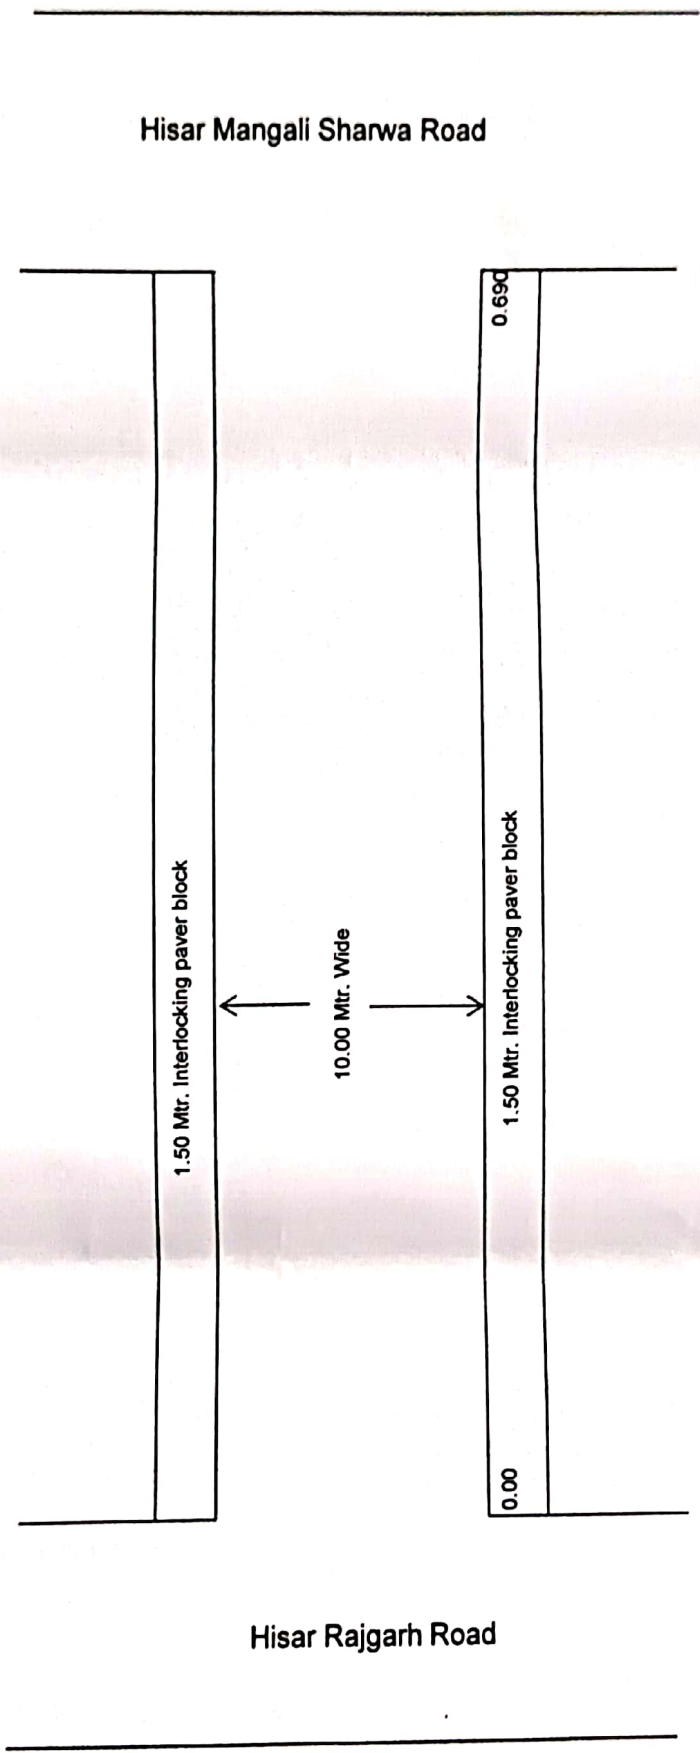 Hisar Mangali Sharwa Road
0.690
1.50 Mtr. Interlocking paver block
10.00 Mtr. Wide
1.50 Mtr. Interlocking paver block
0.00
Hisar Rajgarh Road